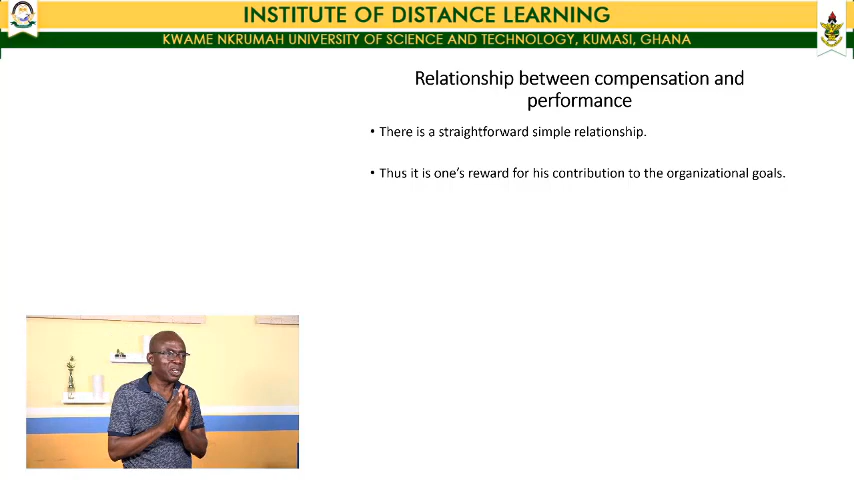 INSTITUTE OF DISTANCE LEARNING
KWAME NKRUMAH UNIVERSITY OF SCIENCE AND TECHNOLOGY, KUMASI, GHANA
Relationship between compensation and
performance
• There is a straightforward simple relationship.
• Thus it is one's reward for his contribution to the organizational goals.